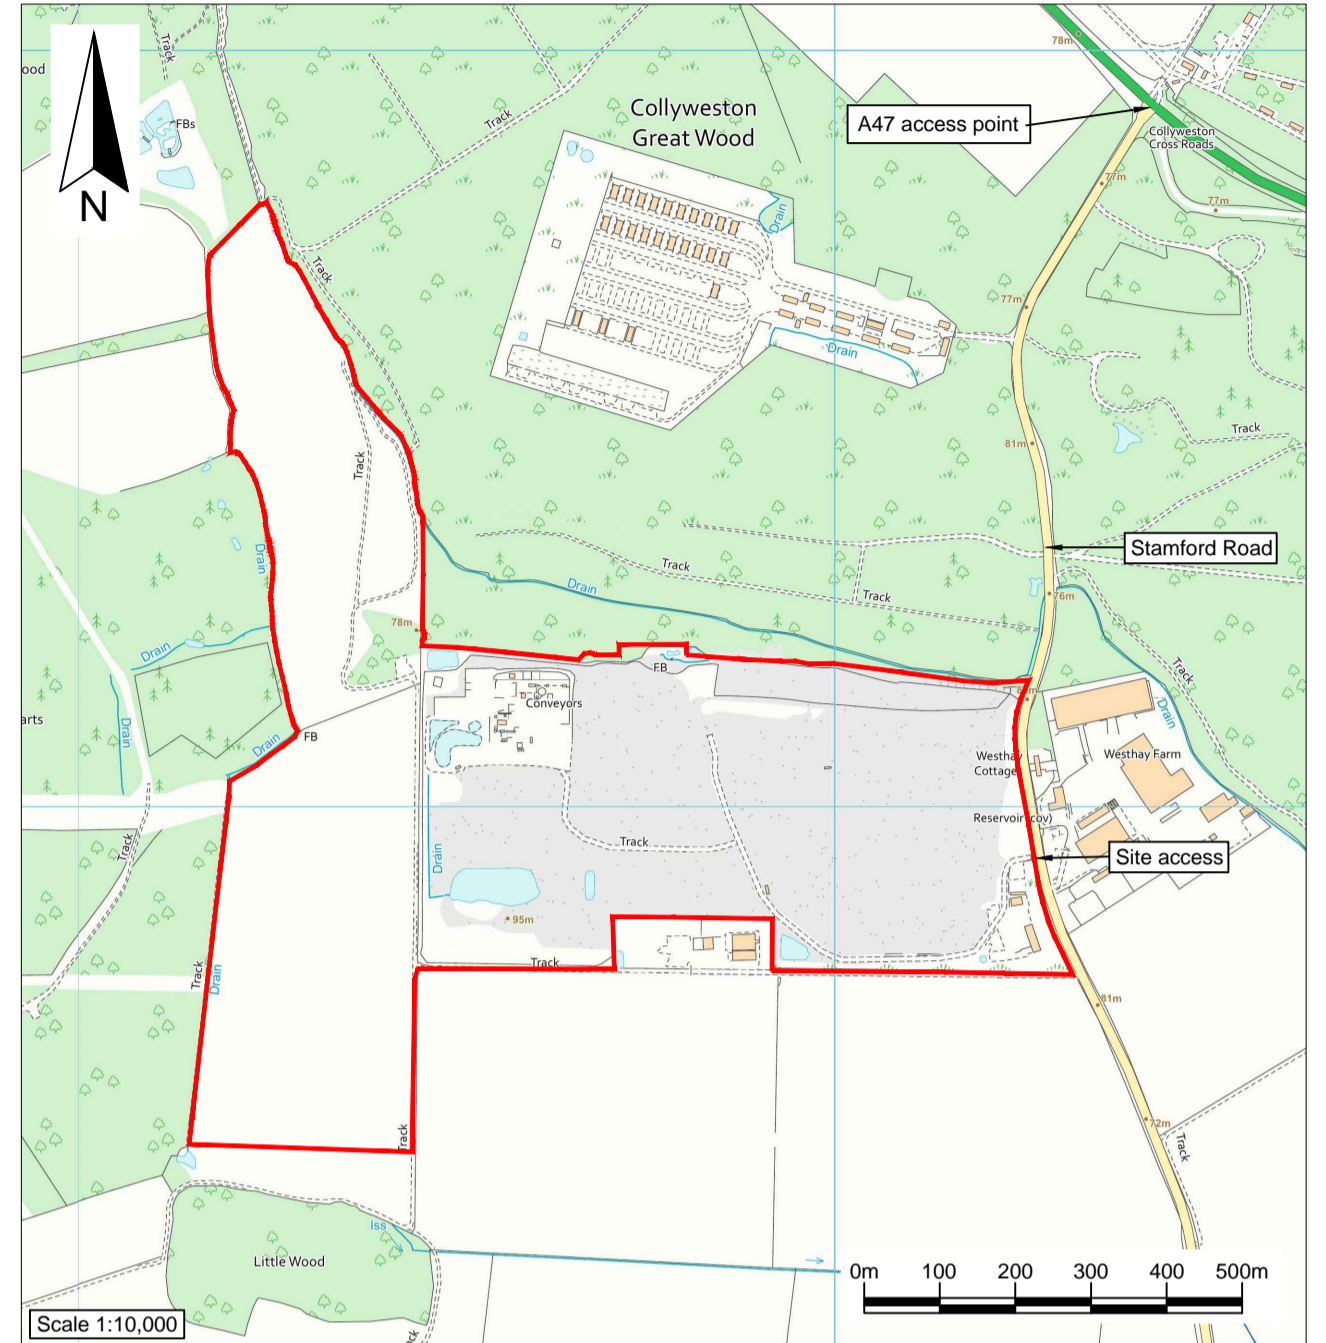 78m
Track
ood
Collyweston
Great Wood
A47 access point
FBs
Track
Collyweston
Cross Roads
77m
N
77m
Drain
Track
77m
Drain
Track
81m
Track
Stamford Road
Drain
Track
Drain
Track
76m
78m
Drain
FB
Track
Conveyors
Drain
arts
Drain
Drain
FB
Westhay
Cottage
Westhay Farm
Reservoir (cov)
Track
Track
Drain
Site access
95m
Track
Track
Drain
81m
Track
72m
Track
Iss
Little Wood
0m 100 200 300 400 500m
Scale 1:10,000